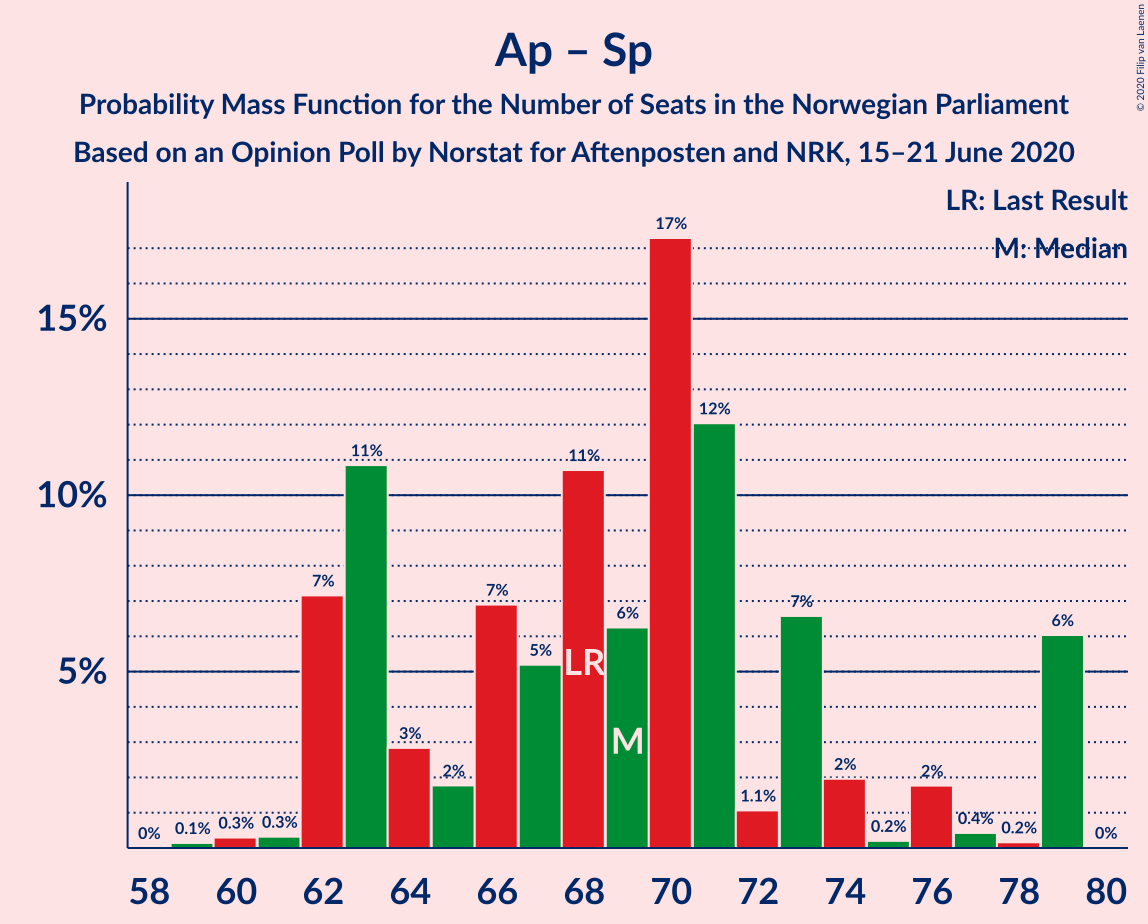 Ap – Sp
Probability Mass Function for the Number of Seats in the Norwegian Parliament
Based on an Opinion Poll by Norstat for Aftenposten and NRK, 15–21 June 2020
© 2020 Filip van Laenen
LR: Last Result
M: Median
15%
10%
5%
0%
0.1%
0.3%
0.3%
7%
11%
3%
2%
7%
5%
11%
6%
17%
12%
1.1%
7%
2%
0.2%
2%
0.4%
0.2%
6%
0%
LR
M
58 60 62 64 66 68 70 72 74 76 78 80